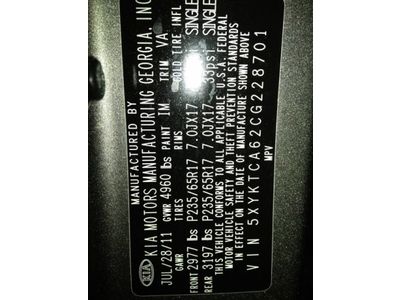 MANUFACTURED BY
KIA KIA MOTORS MANUFACTURING GEORGIA, INC
JUL/28/11 GVWR 4960 lbs PAINT IM TRIM VA
GAWR TIRES RIMS COLD TIRE INFL
FRONT 2977 lbs P235/65R17 7.0JX17 psi SINGLE
REAR 3197 lbs P235/65R17 7.0JX17 33psi SINGLE
THIS VEHICLE CONFORMS TO ALL APPLICABLE U.S.A. FEDERAL
MOTOR VEHICLE SAFETY AND THEFT PREVENTION STANDARDS
IN EFFECT ON THE DATE OF MANUFACTURE SHOWN ABOVE
VIN 5XYKTCA62CG228701
MPV